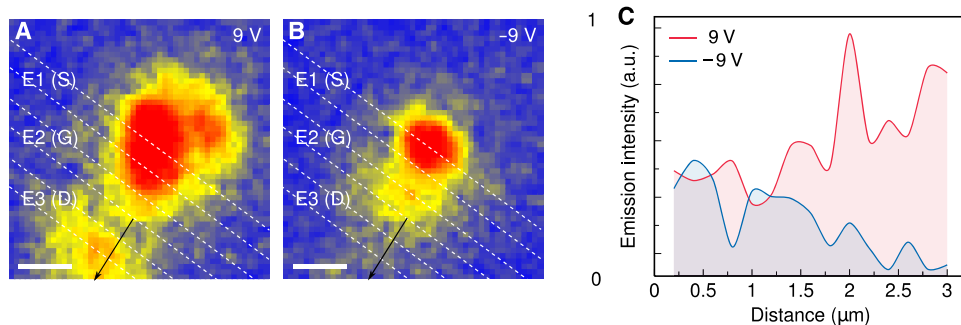 A
9 V
E1 (S)
E2 (G)
E3 (D)
B
–9 V
E1 (S)
E2 (G)
E3 (D)
C
1
9 V
–9 V
Emission intensity (a.u.)
0
0
0.5
1
1.5
2
2.5
3
Distance (μm)